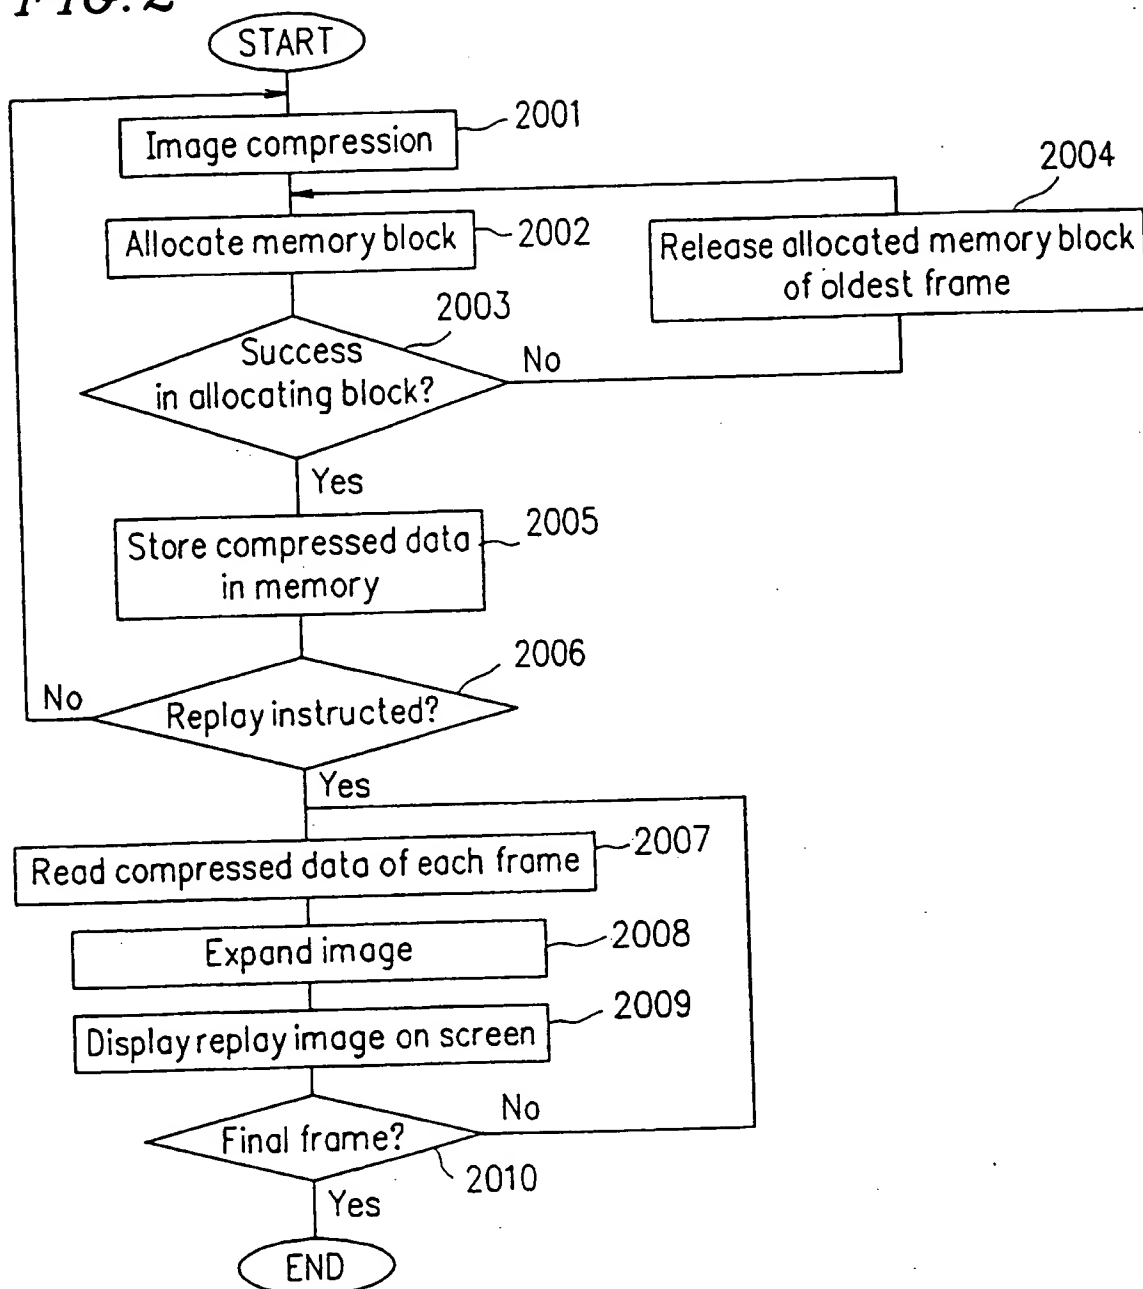 FIG. 2
START
Image compression
2001
Allocate memory block
2002
2004
Release allocated memory block
of oldest frame
2003
Success
in allocating block?
No
Yes
Store compressed data
in memory
2005
2006
Replay instructed?
No
Yes
Read compressed data of each frame
2007
Expand image
2008
Display replay image on screen
2009
Final frame?
No
2010
Yes
END